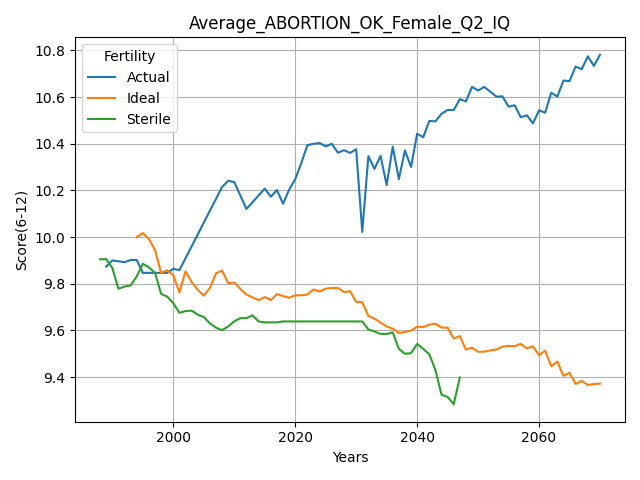 Average_ABORTION_OK_Female_Q2_IQ
Fertility
Actual
Ideal
Sterile
Score(6-12)
10.8
10.6
10.4
10.2
10.0
9.8
9.6
9.4
2000 2020 2040 2060
Years